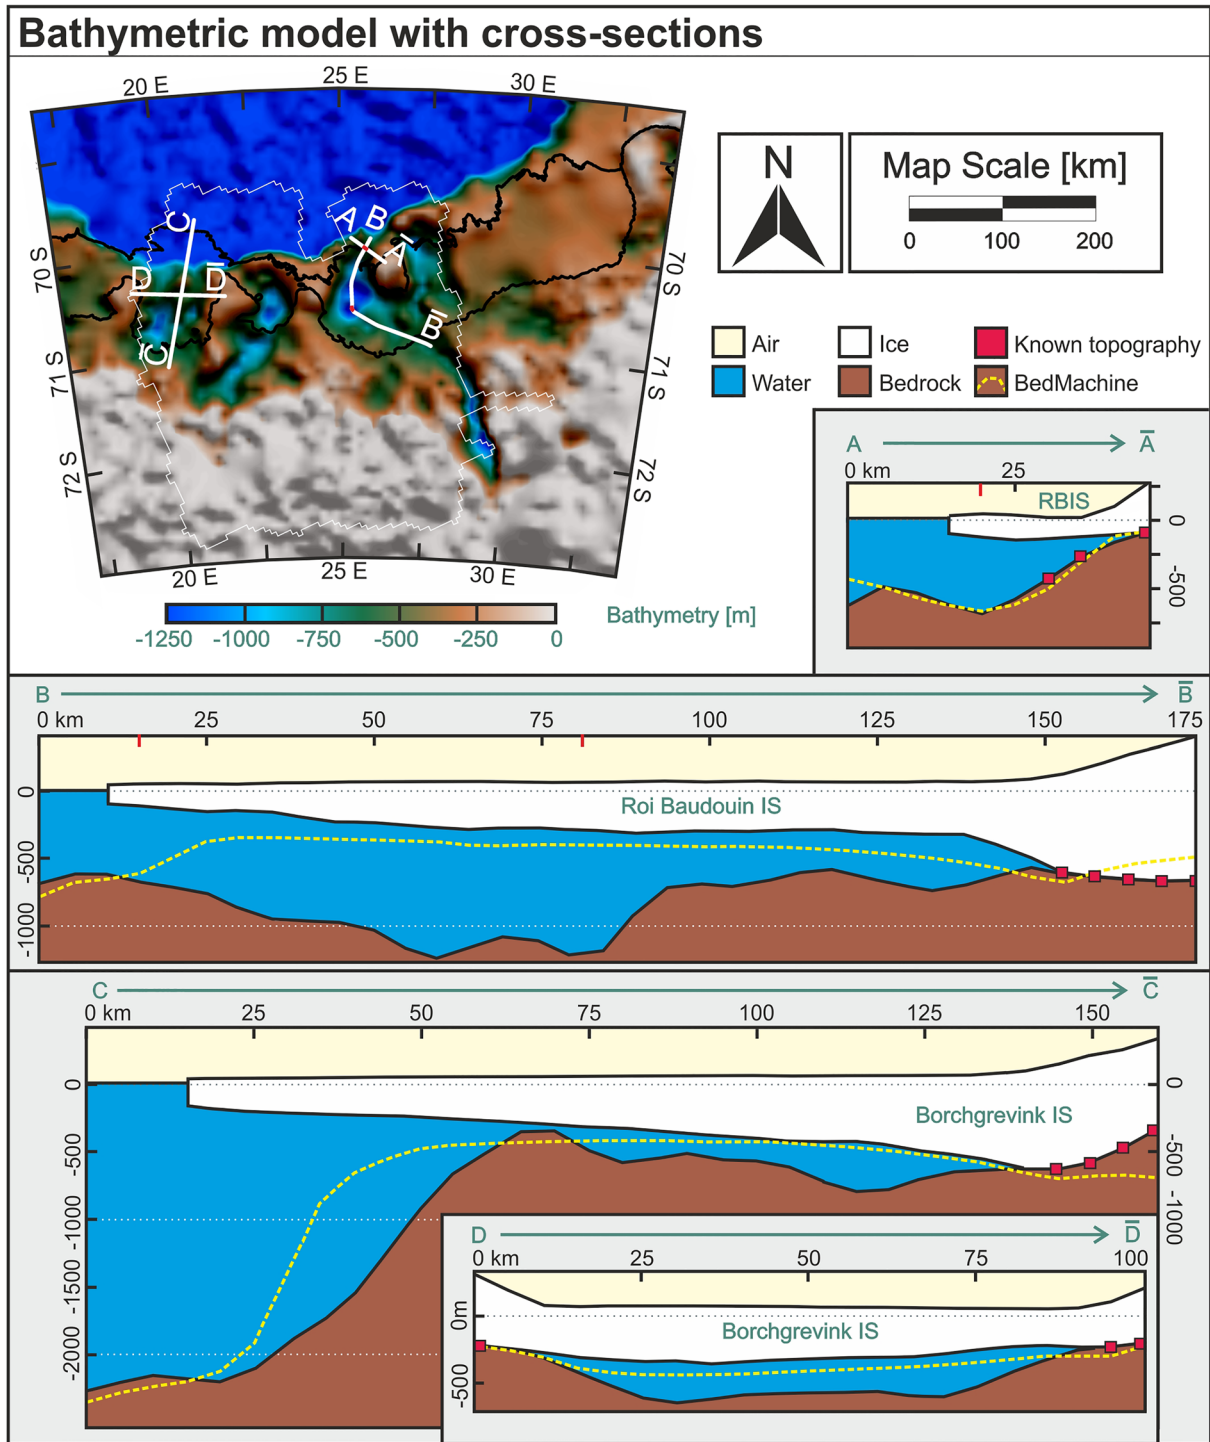 Bathymetric model with cross-sections
20 E
25 E
30 E
N
Map Scale [km]
0 100 200
70 S
71 S
72 S
70 S
71 S
72 S
C
A B
A̅
D D̅
B̅
C̅
20 E
25 E
30 E
-1250 -1000 -750 -500 -250 0
Bathymetry [m]
Air Ice Known topography
Water Bedrock BedMachine
A A̅
0 km 25
RBIS
0
-500
B B̅
0 km 25 50 75 100 125 150 175
0
-500
-1000
Roi Baudouin IS
C C̅
0 km 25 50 75 100 125 150
0
-500
-1000
-1500
-2000
Borchgrevink IS
0
-500
-1000
D D̅
0 km 25 50 75 100
0m
-500
Borchgrevink IS